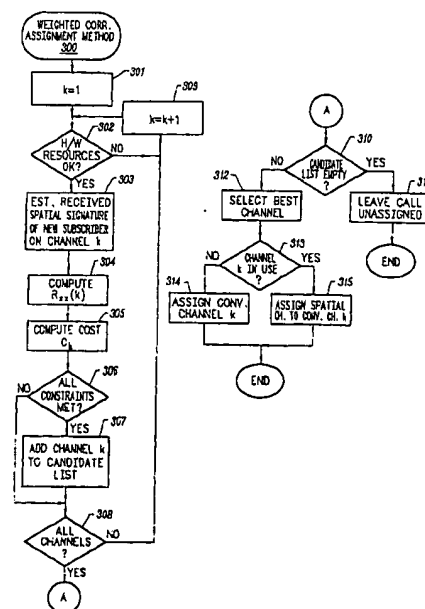 WEIGHTED CORR.
ASSIGNMENT METHOD
300
301
k=1
309
k=k+1
302
H/W
RESOURCES
OK?
NO
YES
303
EST. RECEIVED
SPATIAL SIGNATURE
OF NEW SUBSCRIBER
ON CHANNEL k
304
COMPUTE
Rzz(k)
305
COMPUTE COST
Ck
306
ALL
CONSTRAINTS
MET?
NO
YES
307
ADD CHANNEL k
TO CANDIDATE
LIST
308
ALL
CHANNELS
?
NO
YES
A
A
310
CANDIDATE
LIST EMPTY
?
NO
YES
312
SELECT BEST
CHANNEL
LEAVE CALL
UNASSIGNED
END
313
CHANNEL
k IN USE
?
NO
YES
314
315
ASSIGN CONV.
CHANNEL k
ASSIGN SPATIAL
CH. TO CONV. CH. k
END